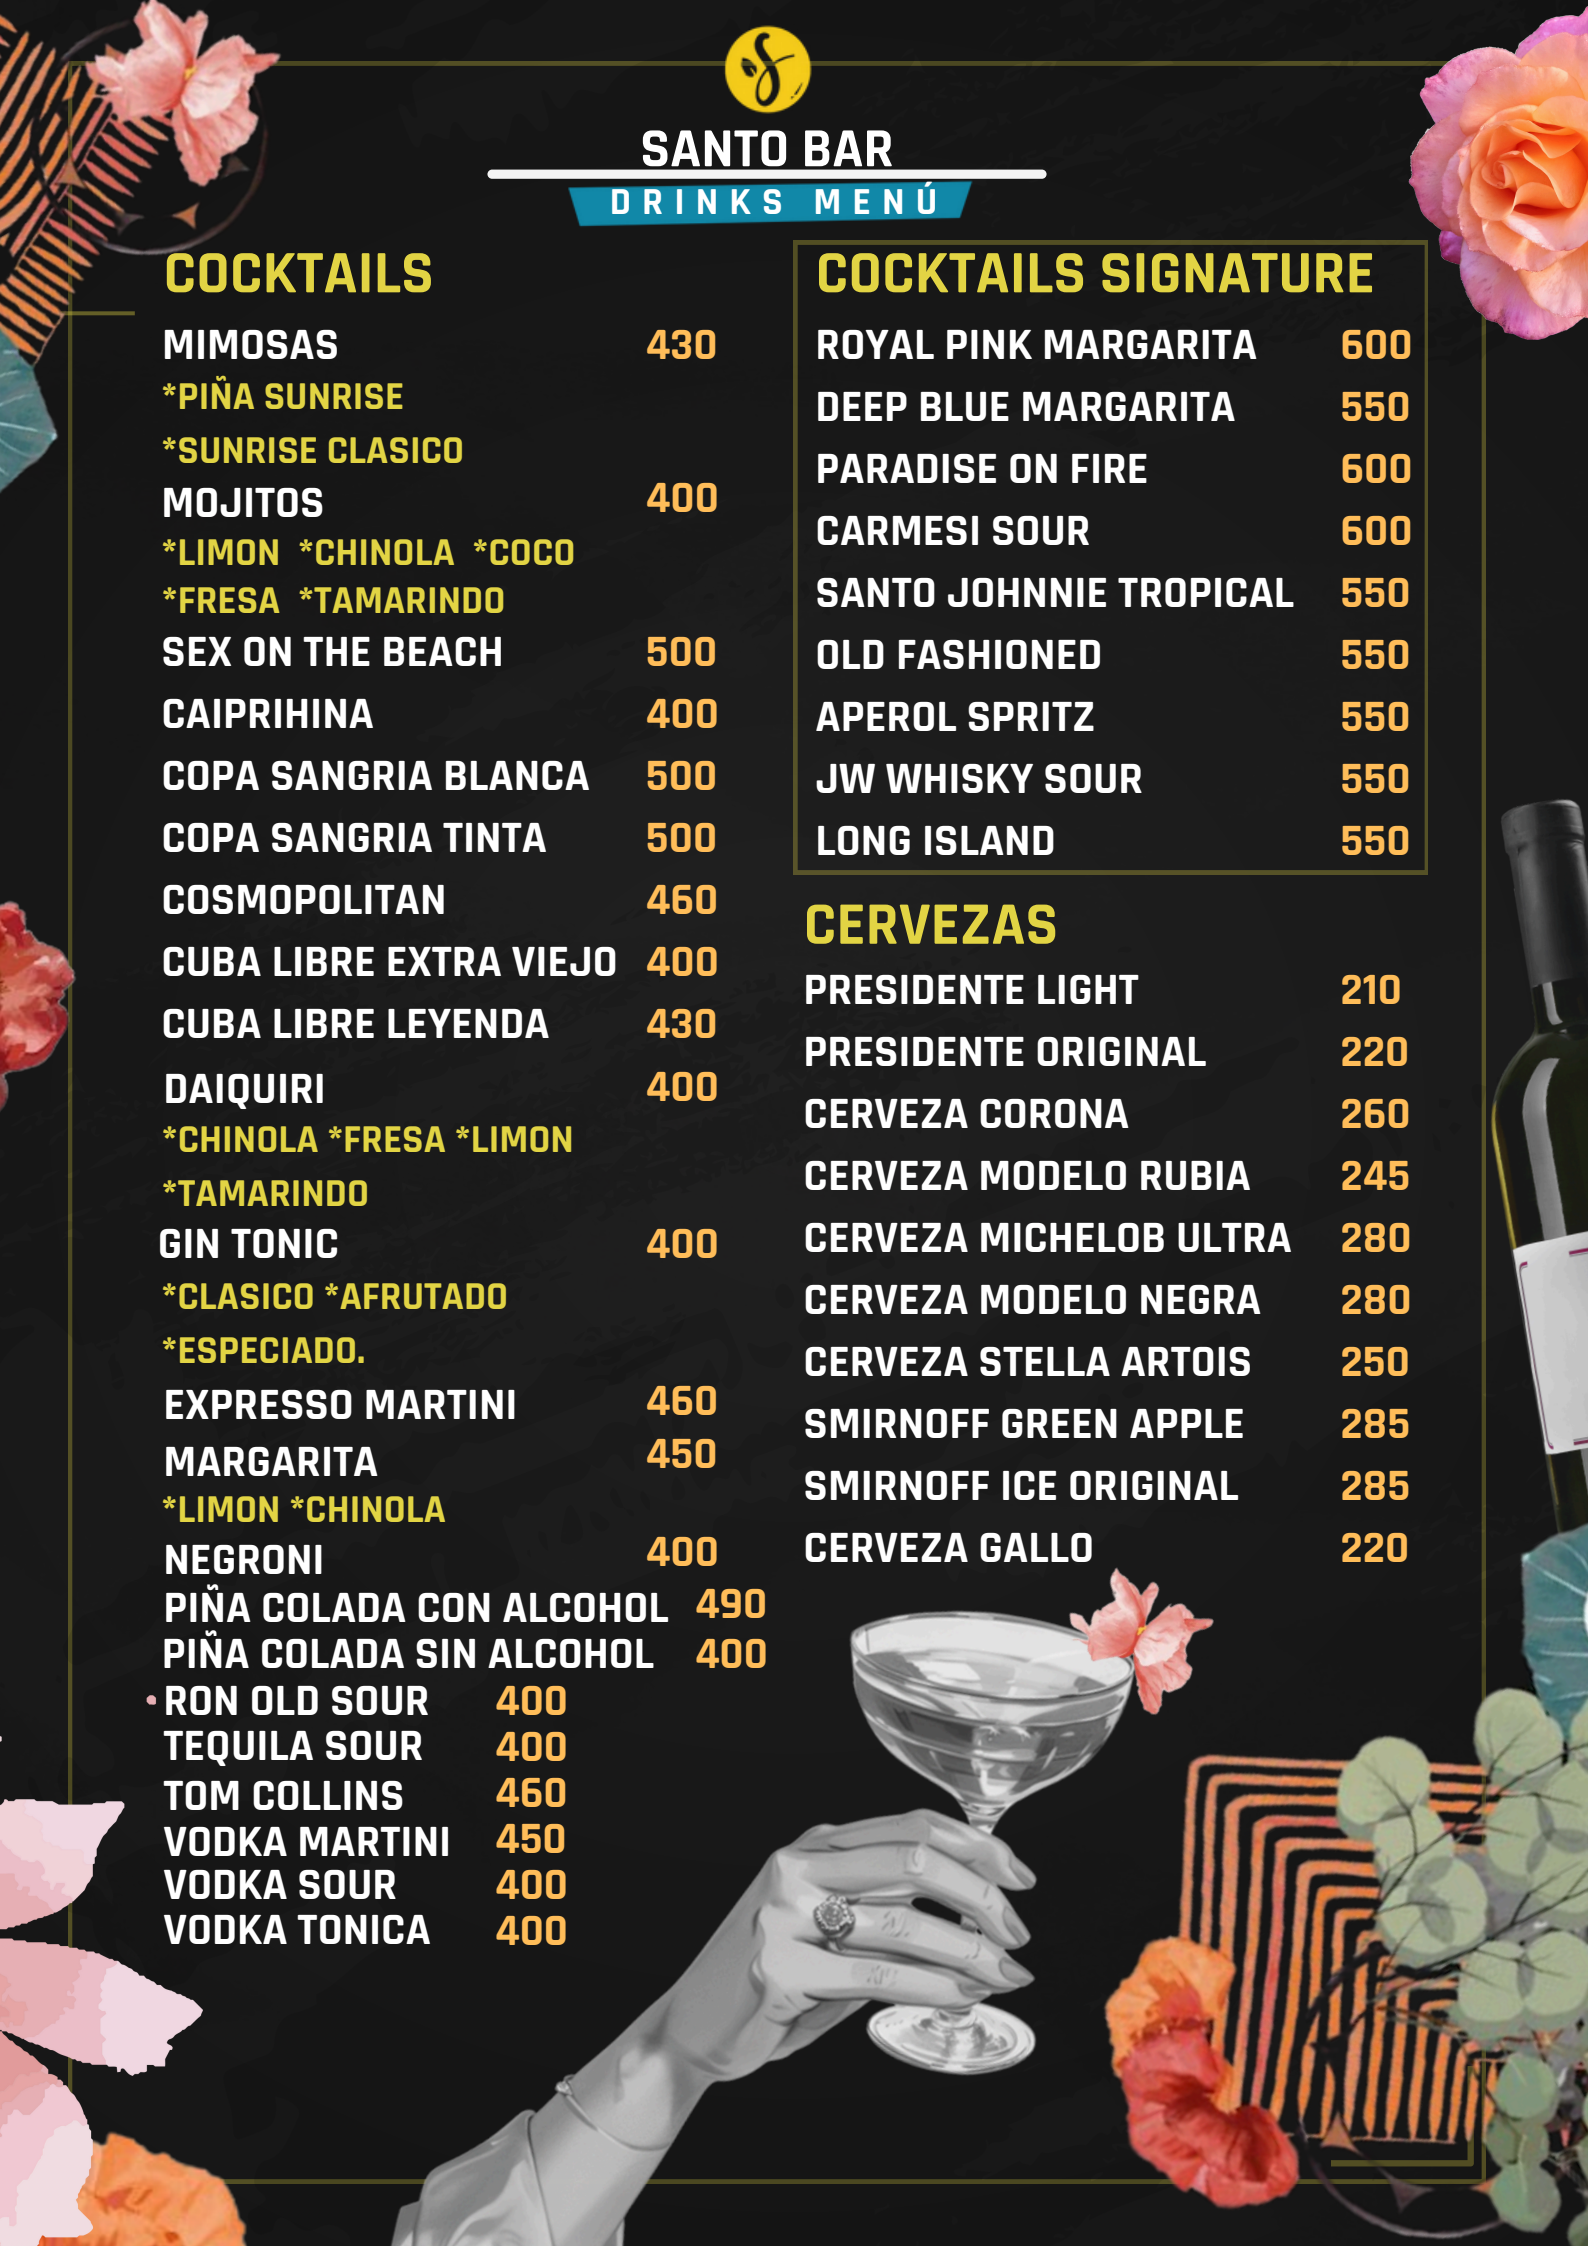 SANTO BAR
DRINKS MENÚ
COCKTAILS
MIMOSAS 430
*PIÑA SUNRISE
*SUNRISE CLASICO
MOJITOS 400
*LIMON *CHINOLA *COCO
*FRESA *TAMARINDO
SEX ON THE BEACH 500
CAIPRIHINA 400
COPA SANGRIA BLANCA 500
COPA SANGRIA TINTA 500
COSMOPOLITAN 460
CUBA LIBRE EXTRA VIEJO 400
CUBA LIBRE LEYENDA 430
DAIQUIRI 400
*CHINOLA *FRESA *LIMON
*TAMARINDO
GIN TONIC 400
*CLASICO *AFRUTADO
*ESPECIADO.
EXPRESSO MARTINI 460
MARGARITA 450
*LIMON *CHINOLA
NEGRONI 400
PIÑA COLADA CON ALCOHOL 490
PIÑA COLADA SIN ALCOHOL 400
RON OLD SOUR 400
TEQUILA SOUR 400
TOM COLLINS 460
VODKA MARTINI 450
VODKA SOUR 400
VODKA TONICA 400
COCKTAILS SIGNATURE
ROYAL PINK MARGARITA 600
DEEP BLUE MARGARITA 550
PARADISE ON FIRE 600
CARMESI SOUR 600
SANTO JOHNNIE TROPICAL 550
OLD FASHIONED 550
APEROL SPRITZ 550
JW WHISKY SOUR 550
LONG ISLAND 550
CERVEZAS
PRESIDENTE LIGHT 210
PRESIDENTE ORIGINAL 220
CERVEZA CORONA 260
CERVEZA MODELO RUBIA 245
CERVEZA MICHELOB ULTRA 280
CERVEZA MODELO NEGRA 280
CERVEZA STELLA ARTOIS 250
SMIRNOFF GREEN APPLE 285
SMIRNOFF ICE ORIGINAL 285
CERVEZA GALLO 220